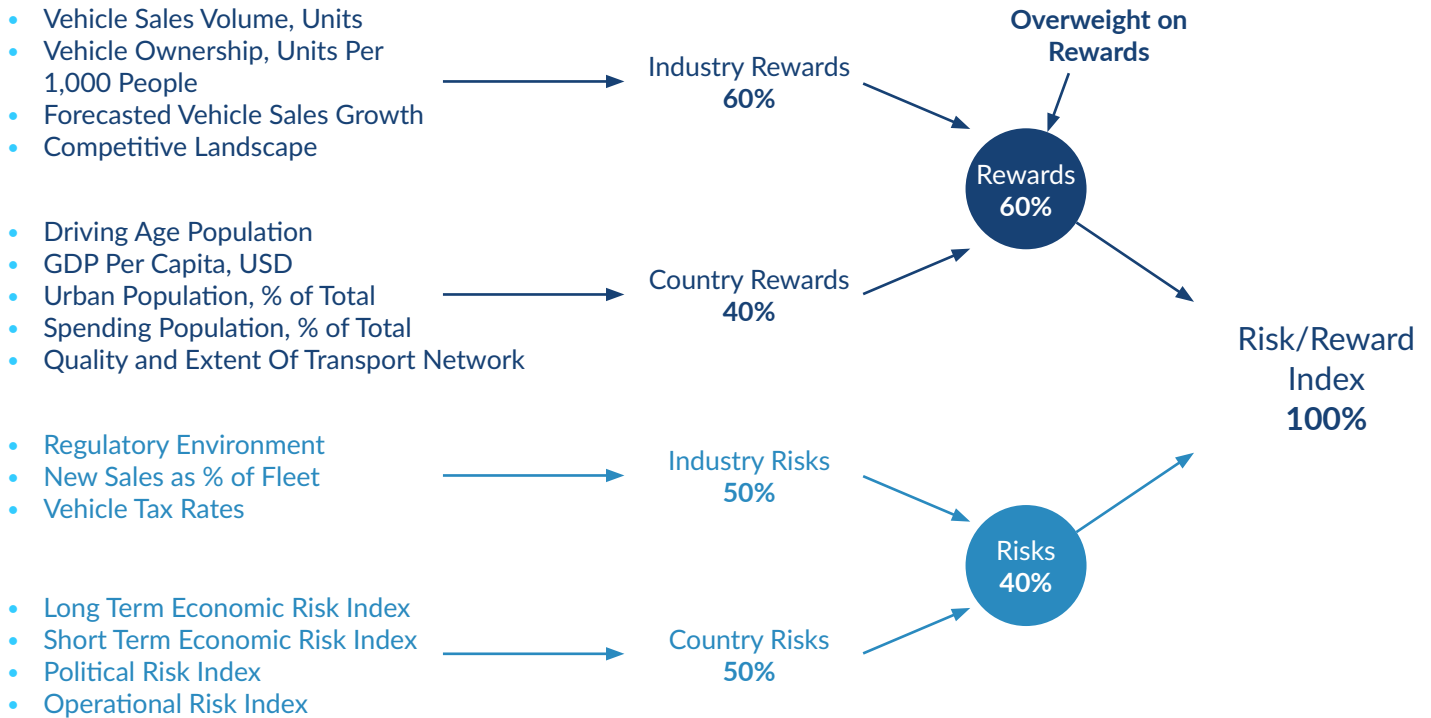 • Vehicle Sales Volume, Units
• Vehicle Ownership, Units Per
1,000 People
• Forecasted Vehicle Sales Growth
• Competitive Landscape
Industry Rewards
60%
Overweight on
Rewards
Rewards
60%
• Driving Age Population
• GDP Per Capita, USD
• Urban Population, % of Total
• Spending Population, % of Total
• Quality and Extent Of Transport Network
Country Rewards
40%
Risk/Reward
Index
100%
• Regulatory Environment
• New Sales as % of Fleet
• Vehicle Tax Rates
Industry Risks
50%
Risks
40%
• Long Term Economic Risk Index
• Short Term Economic Risk Index
• Political Risk Index
• Operational Risk Index
Country Risks
50%